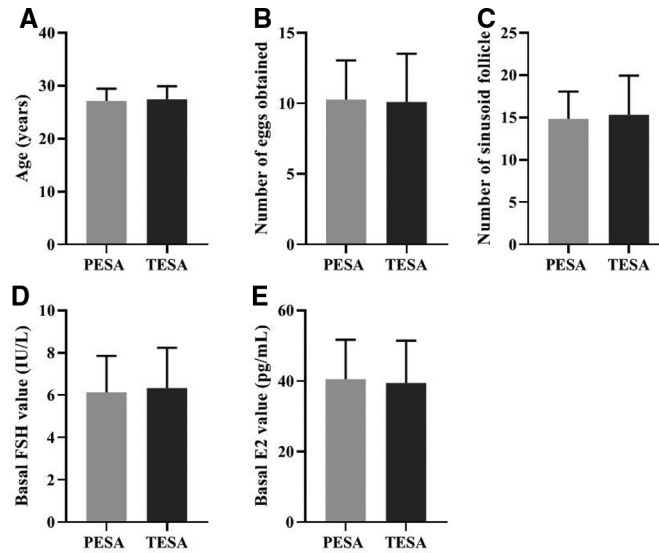 A
Age (years)
40
30
20
10
0
PESA TESA
B
Number of eggs obtained
15
10
5
0
PESA TESA
C
Number of sinusoid follicle
25
20
15
10
5
0
PESA TESA
D
Basal FSH value (IU/L)
10
8
6
4
2
0
PESA TESA
E
Basal E2 value (pg/mL)
60
40
20
0
PESA TESA